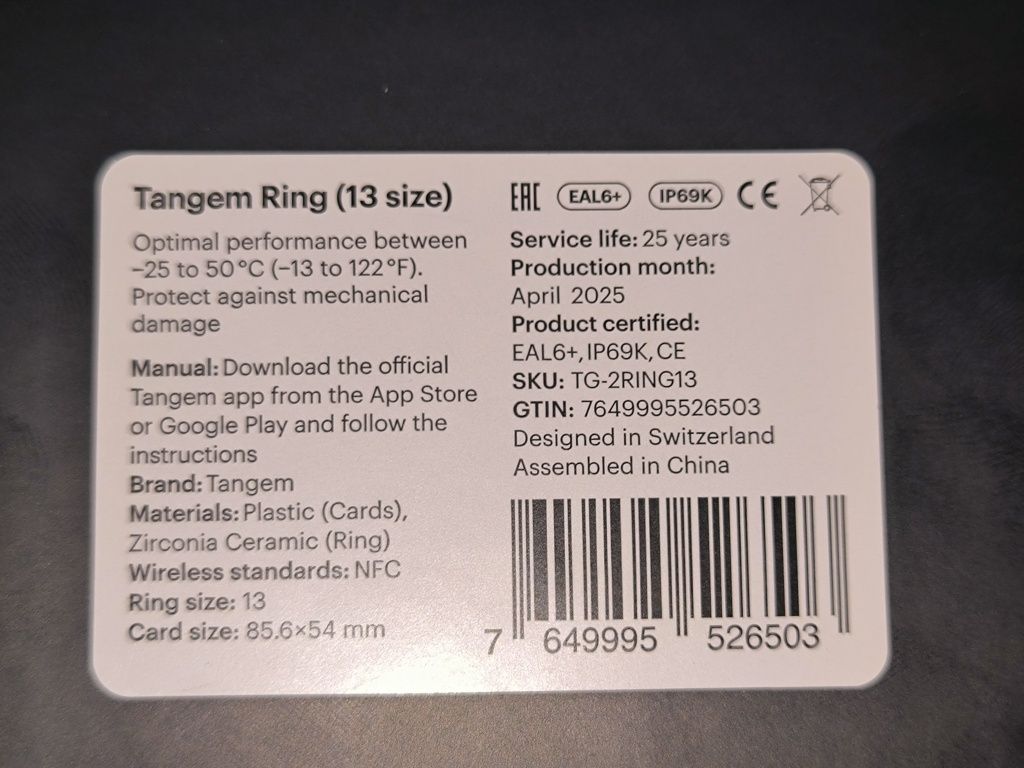 Tangem Ring (13 size)
Optimal performance between
−25 to 50 °C (−13 to 122 °F).
Protect against mechanical
damage
Manual: Download the official
Tangem app from the App Store
or Google Play and follow the
instructions
Brand: Tangem
Materials: Plastic (Cards),
Zirconia Ceramic (Ring)
Wireless standards: NFC
Ring size: 13
Card size: 85.6×54 mm
EAC EAL6+ IP69K CE
Service life: 25 years
Production month:
April 2025
Product certified:
EAL6+, IP69K, CE
SKU: TG-2RING13
GTIN: 7649995526503
Designed in Switzerland
Assembled in China
7 649995 526503